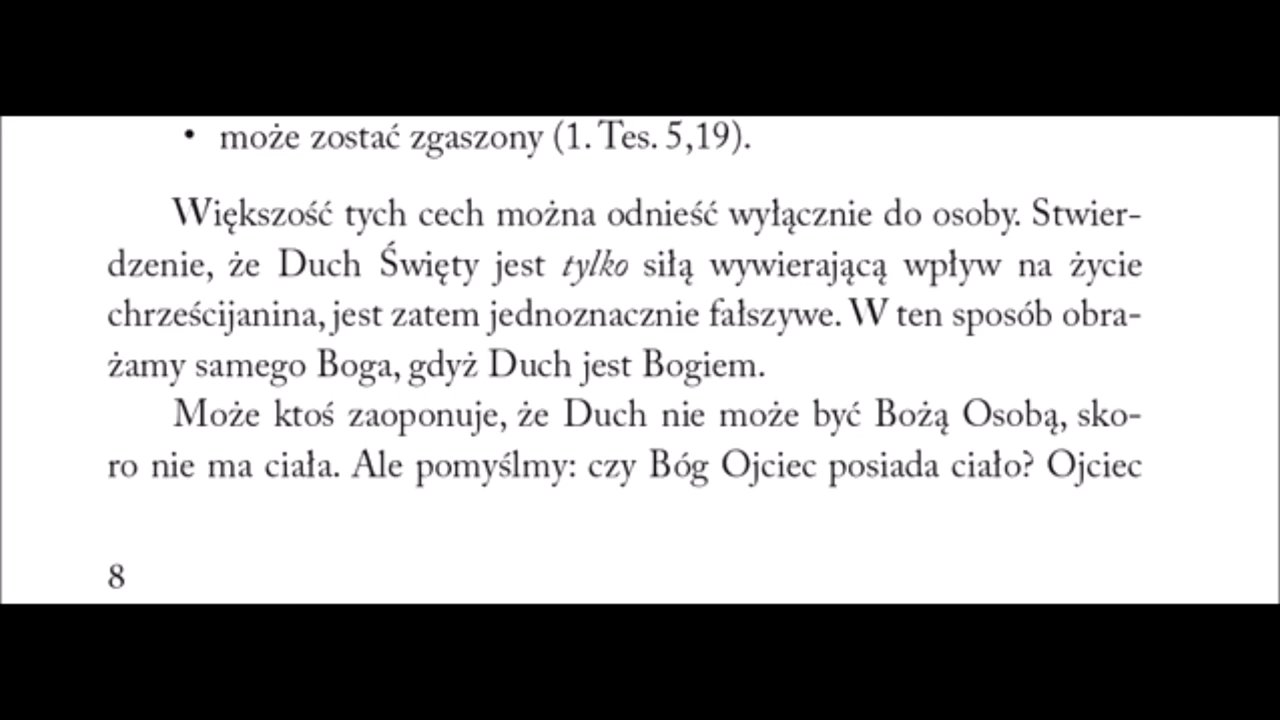 • może zostać zgaszony (1. Tes. 5,19).
Większość tych cech można odnieść wyłącznie do osoby. Stwier-
dzenie, że Duch Święty jest tylko siłą wywierającą wpływ na życie
chrześcijanina, jest zatem jednoznacznie fałszywe. W ten sposób obra-
żamy samego Boga, gdyż Duch jest Bogiem.
Może ktoś zaoponuje, że Duch nie może być Bożą Osobą, sko-
ro nie ma ciała. Ale pomyślmy: czy Bóg Ojciec posiada ciało? Ojciec
8